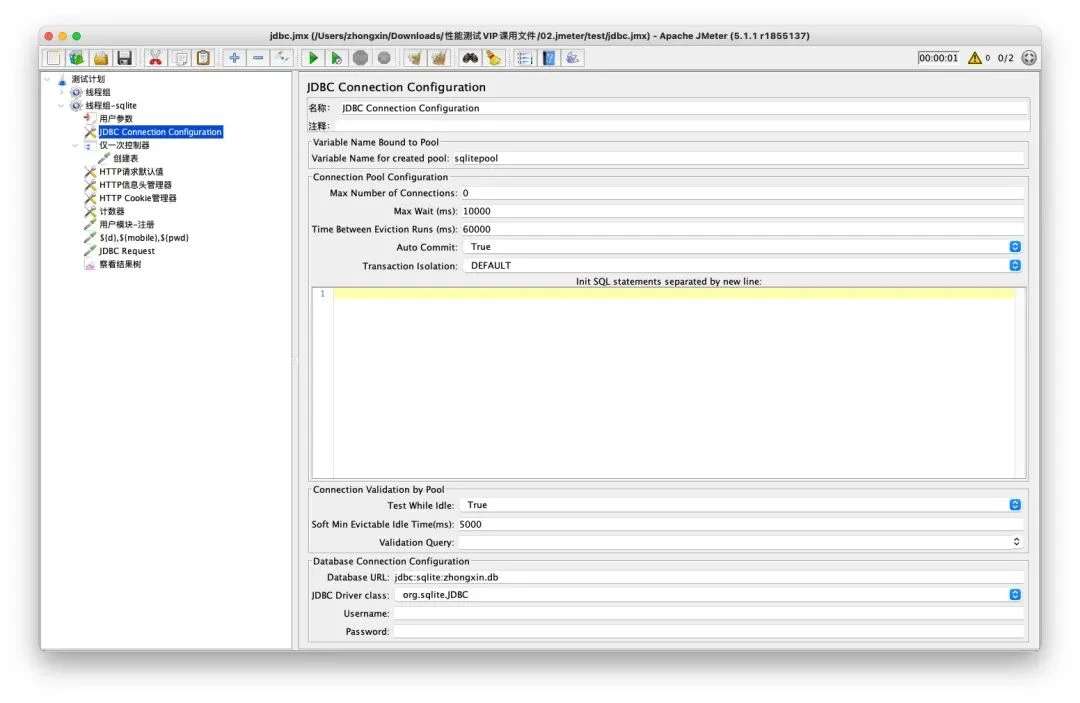 jdbc.jmx (/Users/zhongxin/Downloads/性能测试VIP课用文件/02.jmeter/test/jdbc.jmx) - Apache JMeter (5.1.1 r1855137)
00:00:01 0 0/2
测试计划
线程组
线程组-sqlite
用户参数
JDBC Connection Configuration
仅一次控制器
创建表
HTTP请求默认值
HTTP信息头管理器
HTTP Cookie管理器
计数器
用户模块-注册
${d},${mobile},${pwd}
JDBC Request
察看结果树
JDBC Connection Configuration
名称: JDBC Connection Configuration
注释:
Variable Name Bound to Pool
Variable Name for created pool: sqlitepool
Connection Pool Configuration
Max Number of Connections: 0
Max Wait (ms): 10000
Time Between Eviction Runs (ms): 60000
Auto Commit: True
Transaction Isolation: DEFAULT
Init SQL statements separated by new line:
1
Connection Validation by Pool
Test While Idle: True
Soft Min Evictable Idle Time(ms): 5000
Validation Query:
Database Connection Configuration
Database URL: jdbc:sqlite:zhongxin.db
JDBC Driver class: org.sqlite.JDBC
Username:
Password: